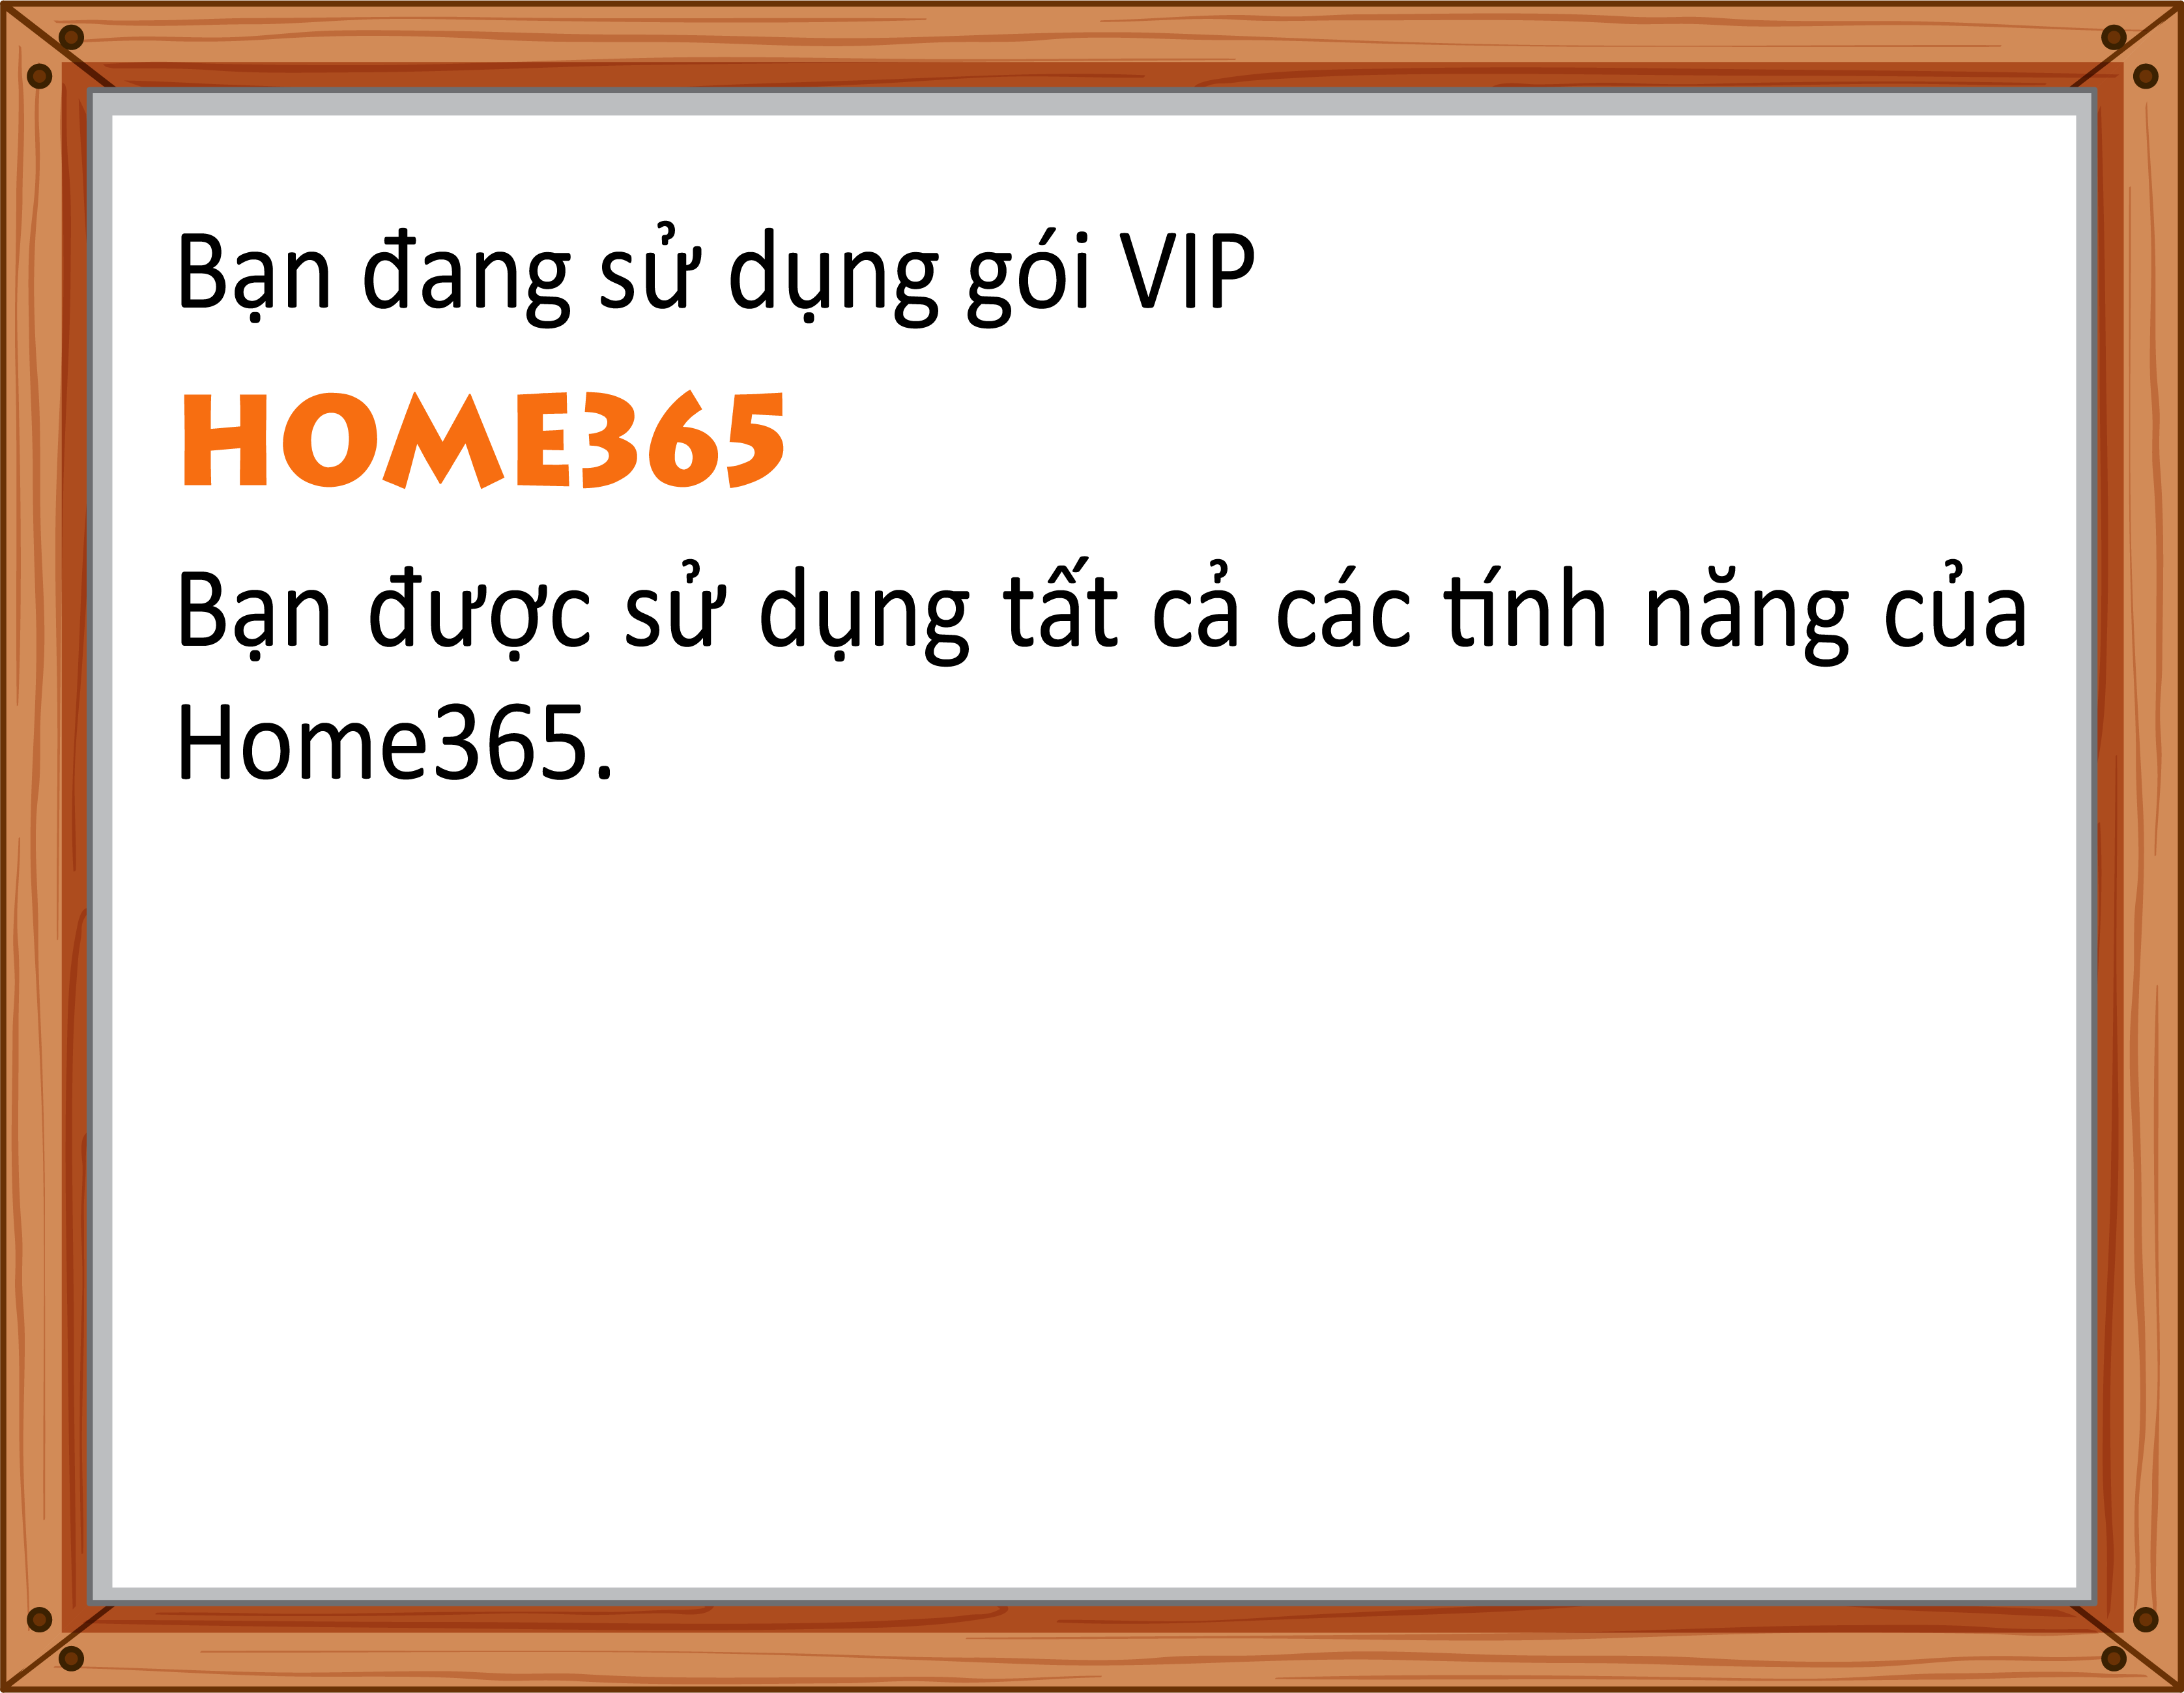 Bạn đang sử dụng gói VIP
HOME365
Bạn được sử dụng tất cả các tính năng của
Home365.